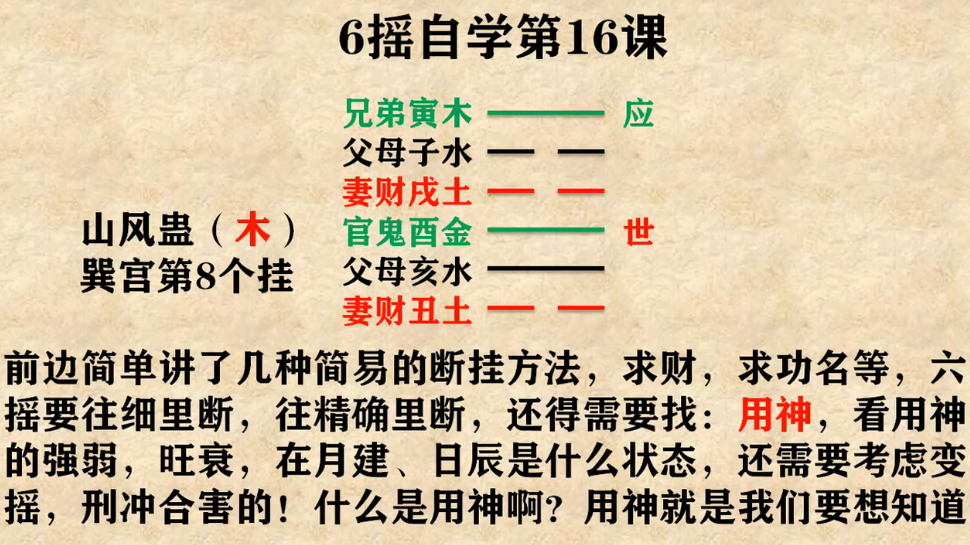 6摇自学第16课
兄弟寅木 应
父母子水
妻财戌土
官鬼酉金 世
父母亥水
妻财丑土
山风蛊（木）
巽宫第8个挂
前边简单讲了几种简易的断挂方法，求财，求功名等，六
摇要往细里断，往精确里断，还得需要找：用神，看用神
的强弱，旺衰，在月建、日辰是什么状态，还需要考虑变
摇，刑冲合害的！什么是用神啊？用神就是我们要想知道